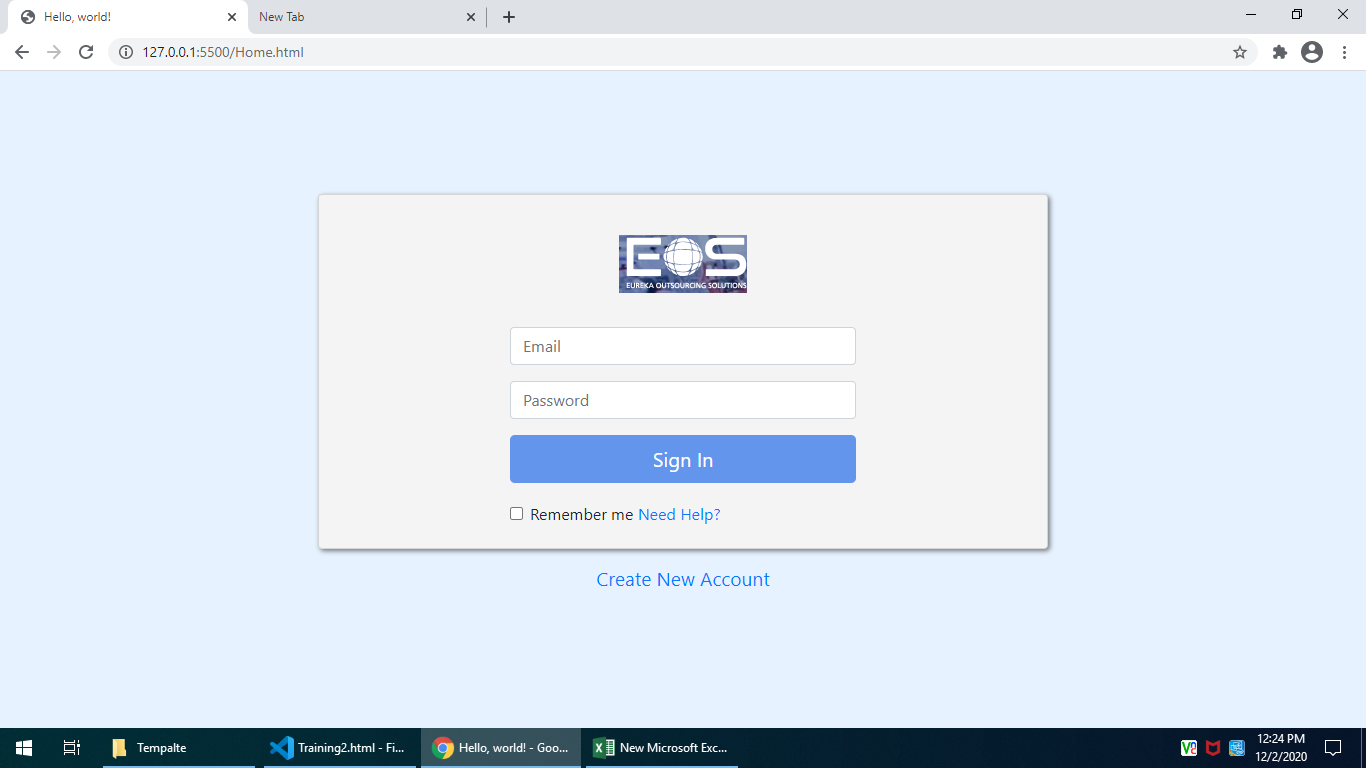 Hello, world!
New Tab
127.0.0.1:5500/Home.html
EOS
EUREKA OUTSOURCING SOLUTIONS
Email
Password
Sign In
Remember me Need Help?
Create New Account
Tempalte
Training2.html - Fi...
Hello, world! - Goo...
New Microsoft Exc...
12:24 PM
12/2/2020